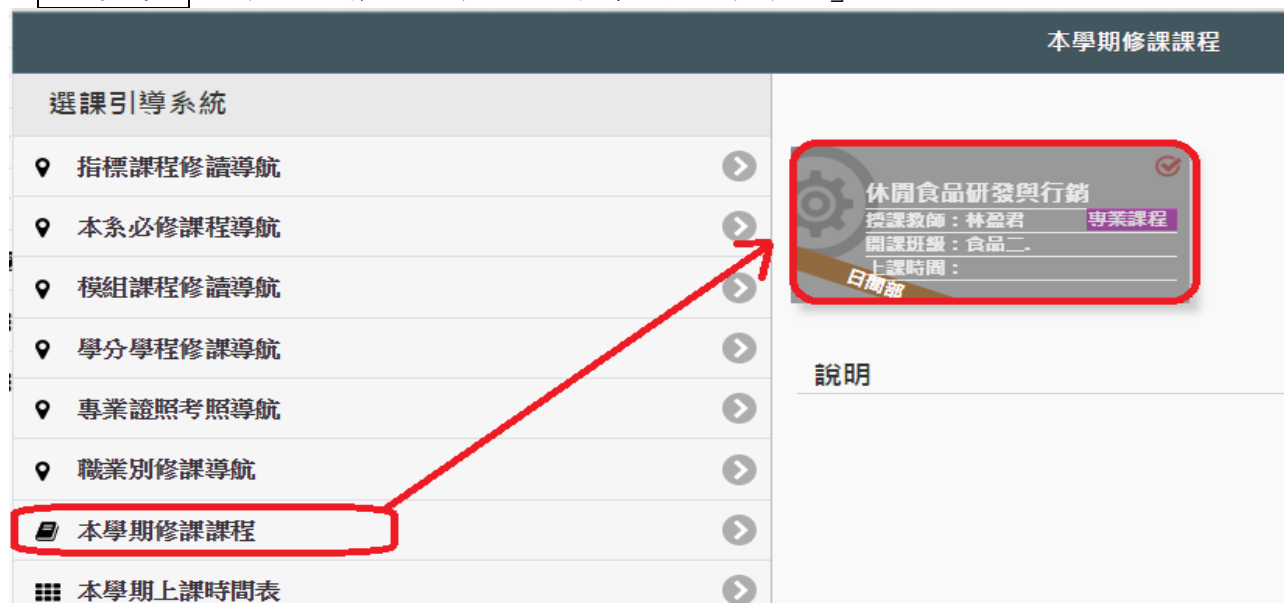 本學期修課課程
選課引導系統
指標課程修讀導航
本系必修課程導航
模組課程修讀導航
學分學程修課導航
專業證照考照導航
職業別修課導航
本學期修課課程
本學期上課時間表
休閒食品研發與行銷
授課教師：林盈君 專業課程
開課班級：食品二.
上課時間：
日間部
說明